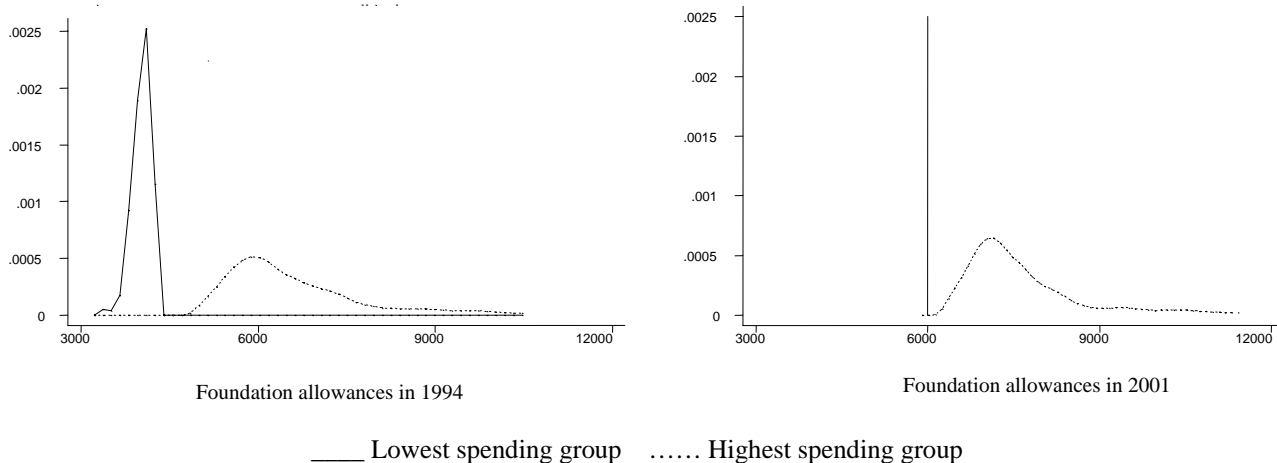 .0025
.002
.0015
.001
.0005
0
3000 6000 9000 12000
Foundation allowances in 1994
.0025
.002
.0015
.001
.0005
0
3000 6000 9000 12000
Foundation allowances in 2001
____ Lowest spending group …… Highest spending group